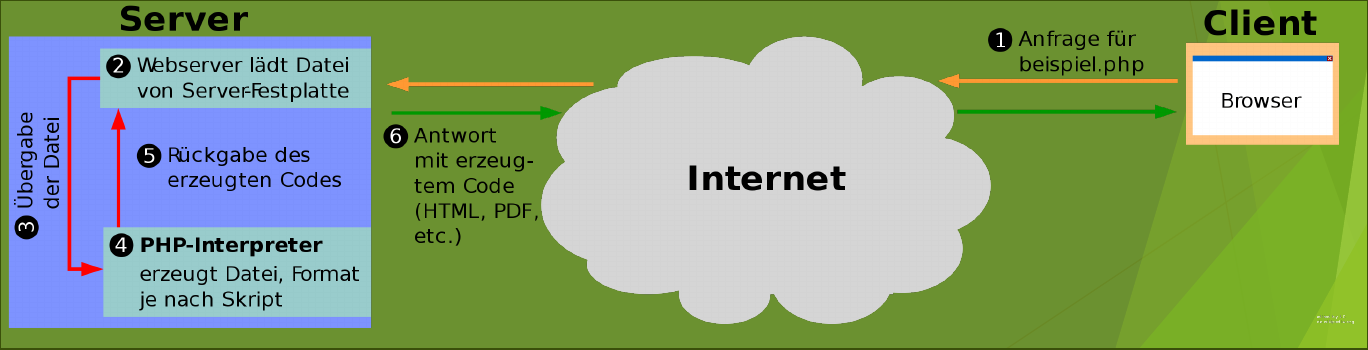 Server
❷ Webserver lädt Datei
von Server-Festplatte
❸ Übergabe
der Datei
❺ Rückgabe des
erzeugten Codes
❹ PHP-Interpreter
erzeugt Datei, Format
je nach Skript
❻ Antwort
mit erzeug-
tem Code
(HTML, PDF,
etc.)
Internet
❶ Anfrage für
beispiel.php
Client
Browser